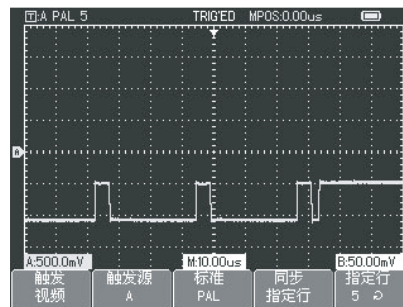 T:A PAL 5 TRIG'ED MPOS:0.00us
A
A:500.0mV M:10.00us B:50.00mV
触发 触发源 标准 同步 指定行
视频 A PAL 指定行 5